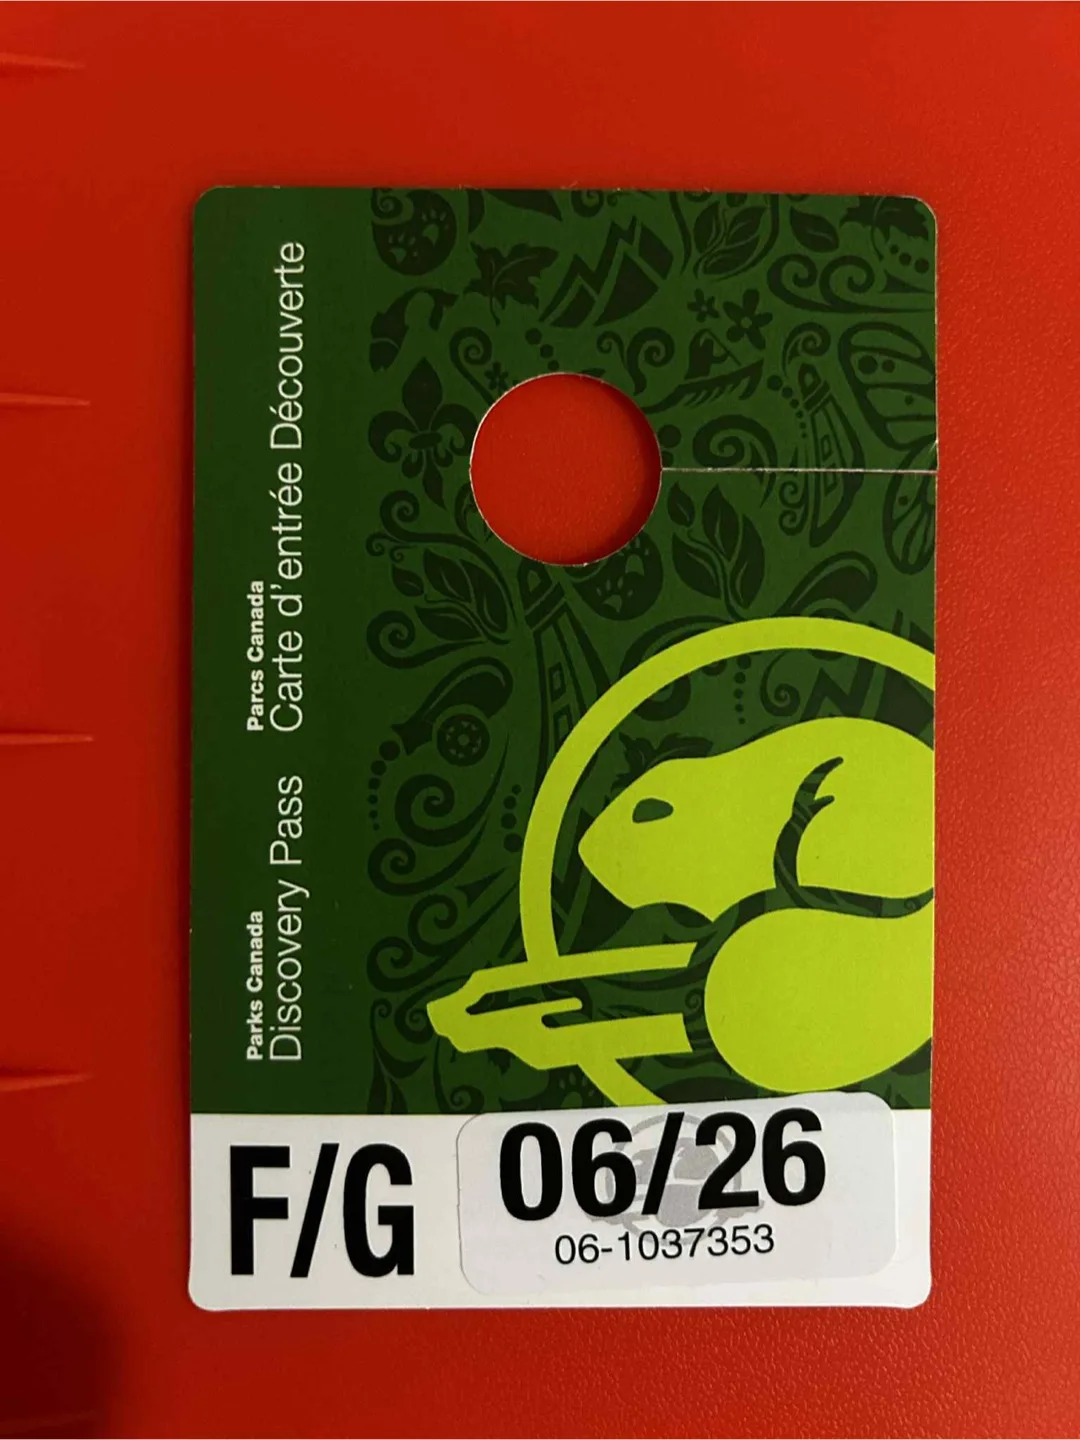 Parks Canada
Discovery Pass
Parcs Canada
Carte d'entrée Découverte
F/G
06/26
06-1037353